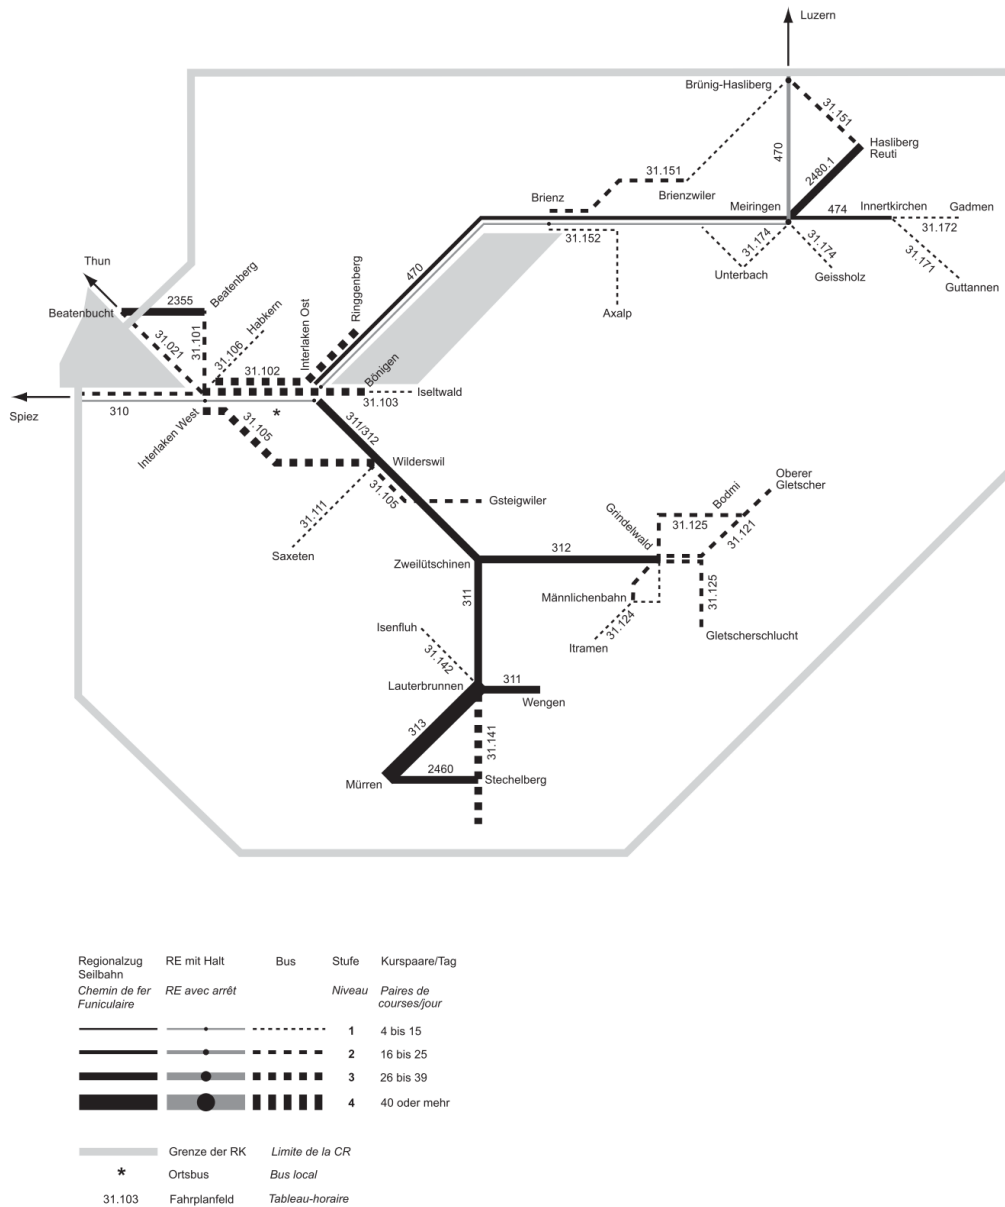 Luzern
Brünig-Hasliberg
31.151
Hasliberg
Reuti
470
2480.1
31.151
Brienz
Brienzwiler
Meiringen
474
Innertkirchen
Gadmen
31.172
31.152
31.174
31.174
31.171
Unterbach
Geissholz
Guttannen
Axalp
470
Thun
Beatenbucht
2355
Beatenberg
31.101
31.021
31.106
Habkern
Interlaken Ost
Ringgenberg
31.102
Bönigen
31.103
Iseltwald
Spiez
310
Interlaken West
*
31.105
311/312
Wilderswil
31.105
Gsteigwiler
31.111
Saxeten
Oberer
Gletscher
Bodmi
Grindelwald
31.125
31.121
Zweilütschinen
312
311
Männlichenbahn
31.125
31.124
Itramen
Gletscherschlucht
Isenfluh
31.142
Lauterbrunnen
311
Wengen
313
31.141
2460
Mürren
Stechelberg
Regionalzug RE mit Halt Bus Stufe Kurspaare/Tag
Seilbahn
Chemin de fer RE avec arrêt Niveau Paires de
Funiculaire courses/jour
1 4 bis 15
2 16 bis 25
3 26 bis 39
4 40 oder mehr
Grenze der RK Limite de la CR
* Ortsbus Bus local
31.103 Fahrplanfeld Tableau-horaire